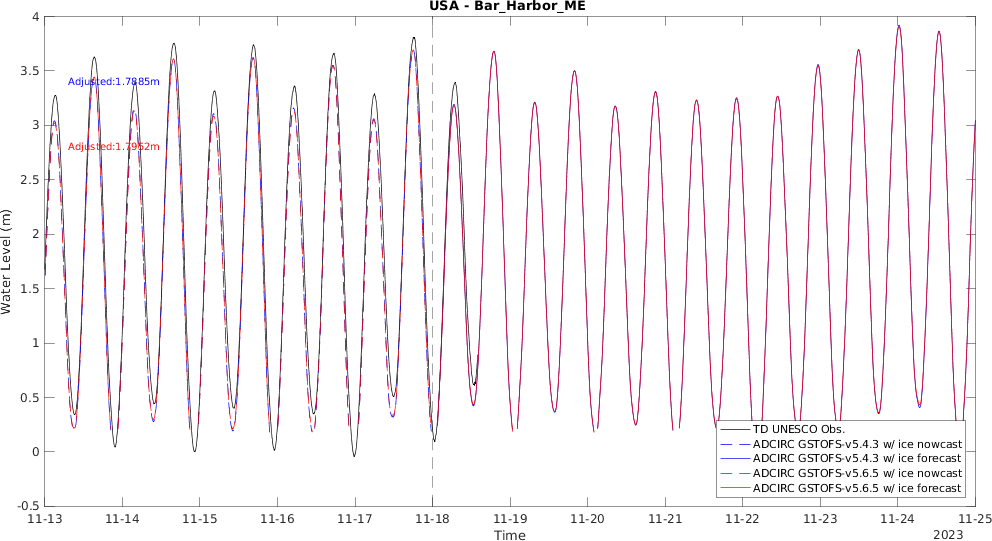 USA - Bar_Harbor_ME
4
3.5
3
2.5
2
1.5
1
0.5
0
-0.5
Water Level (m)
Adjusted:1.7885m
Adjusted:1.7952m
TD UNESCO Obs.
ADCIRC GSTOFS-v5.4.3 w/ ice nowcast
ADCIRC GSTOFS-v5.4.3 w/ ice forecast
ADCIRC GSTOFS-v5.6.5 w/ ice nowcast
ADCIRC GSTOFS-v5.6.5 w/ ice forecast
11-13 11-14 11-15 11-16 11-17 11-18 11-19 11-20 11-21 11-22 11-23 11-24 11-25
Time
2023